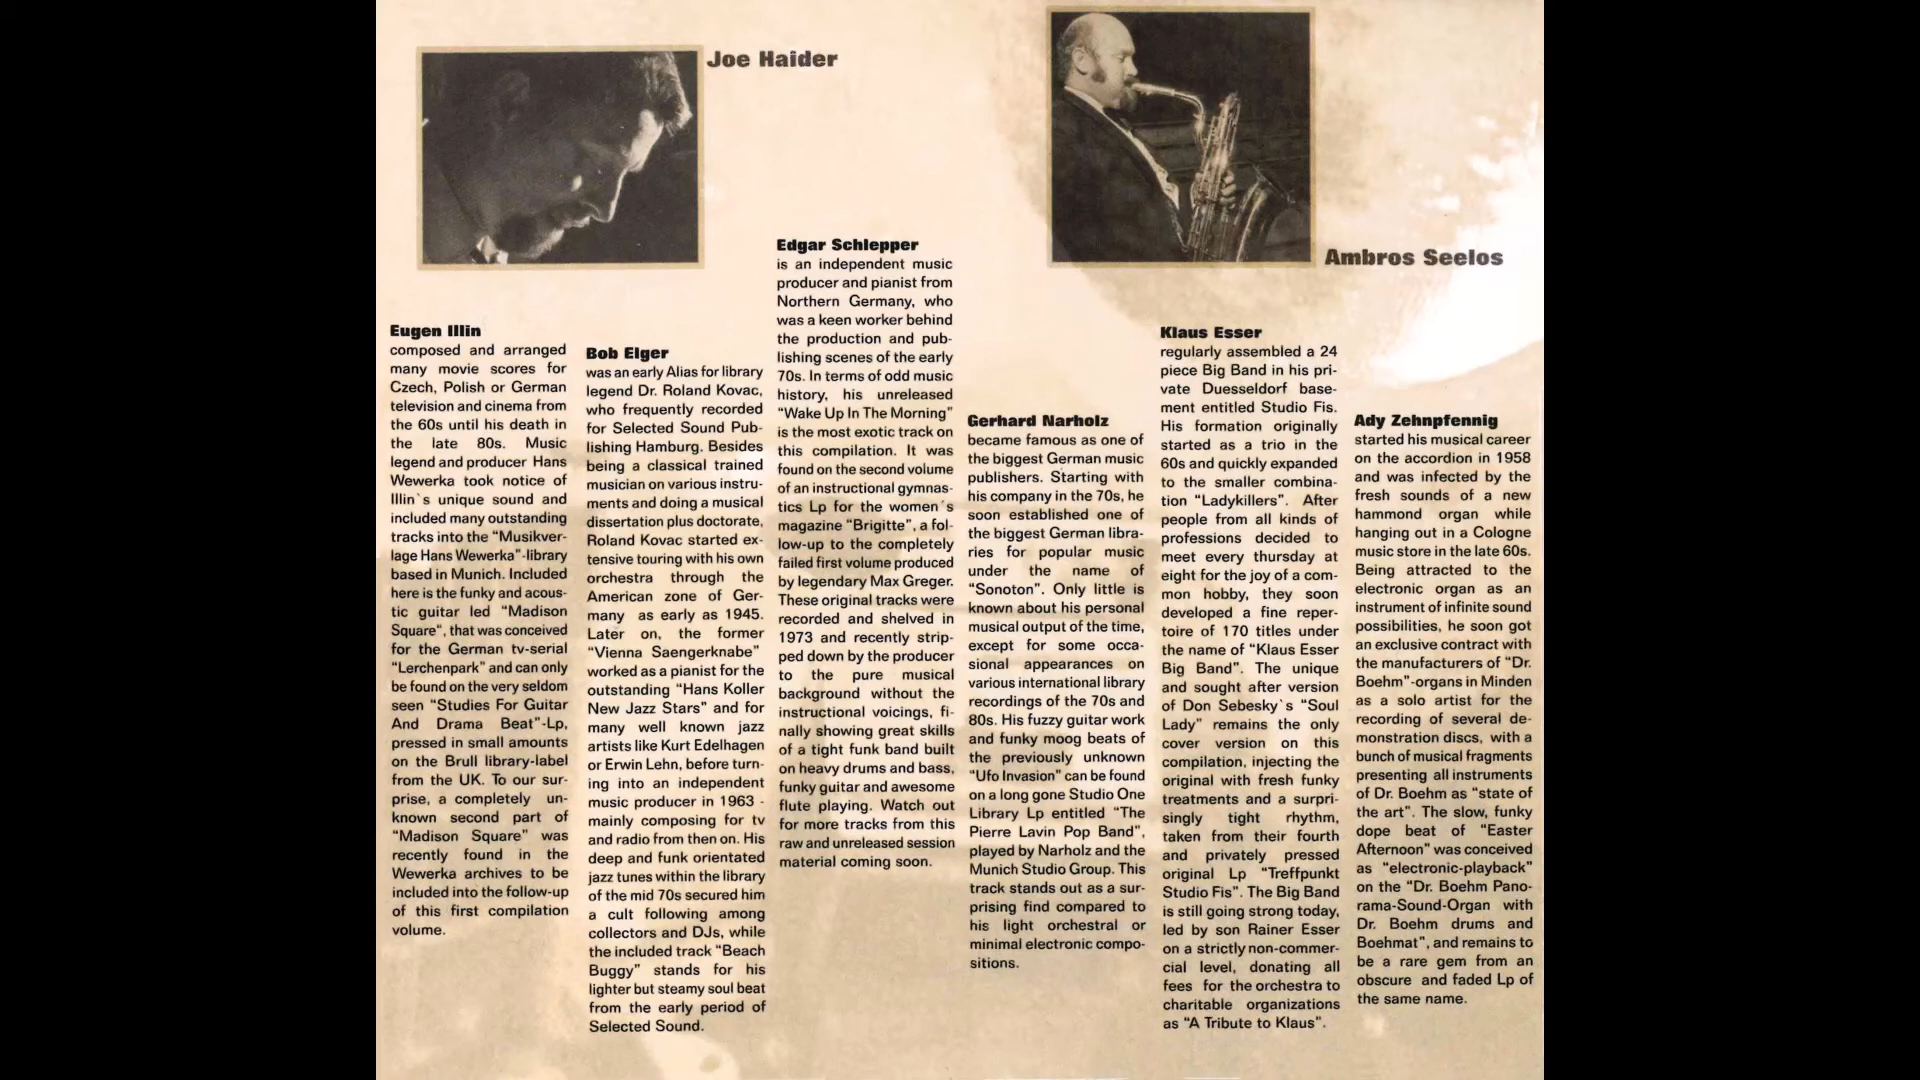 Joe Haider
Ambros Seelos
Eugen Illin
composed and arranged
many movie scores for
Czech, Polish or German
television and cinema from
the 60s until his death in
the late 80s. Music
legend and producer Hans
Wewerka took notice of
Illin`s unique sound and
included many outstanding
tracks into the “Musikver-
lage Hans Wewerka”-library
based in Munich. Included
here is the funky and acous-
tic guitar led “Madison
Square“, that was conceived
for the German tv-serial
“Lerchenpark” and can only
be found on the very seldom
seen “Studies For Guitar
And Drama Beat”-Lp,
pressed in small amounts
on the Brull library-label
from the UK. To our sur-
prise, a completely un-
known second part of
“Madison Square” was
recently found in the
Wewerka archives to be
included into the follow-up
of this first compilation
volume.
Bob Elger
was an early Alias for library
legend Dr. Roland Kovac,
who frequently recorded
for Selected Sound Pub-
lishing Hamburg. Besides
being a classical trained
musician on various instru-
ments and doing a musical
dissertation plus doctorate,
Roland Kovac started ex-
tensive touring with his own
orchestra through the
American zone of Ger-
many as early as 1945.
Later on, the former
“Vienna Saengerknabe”
worked as a pianist for the
outstanding “Hans Koller
New Jazz Stars” and for
many well known jazz
artists like Kurt Edelhagen
or Erwin Lehn, before turn-
ing into an independent
music producer in 1963 -
mainly composing for tv
and radio from then on. His
deep and funk orientated
jazz tunes within the library
of the mid 70s secured him
a cult following among
collectors and DJs, while
the included track “Beach
Buggy” stands for his
lighter but steamy soul beat
from the early period of
Selected Sound.
Edgar Schlepper
is an independent music
producer and pianist from
Northern Germany, who
was a keen worker behind
the production and pub-
lishing scenes of the early
70s. In terms of odd music
history, his unreleased
“Wake Up In The Morning”
is the most exotic track on
this compilation. It was
found on the second volume
of an instructional gymnas-
tics Lp for the women´s
magazine “Brigitte”, a fol-
low-up to the completely
failed first volume produced
by legendary Max Greger.
These original tracks were
recorded and shelved in
1973 and recently strip-
ped down by the producer
to the pure musical
background without the
instructional voicings, fi-
nally showing great skills
of a tight funk band built
on heavy drums and bass,
funky guitar and awesome
flute playing. Watch out
for more tracks from this
raw and unreleased session
material coming soon.
Gerhard Narholz
became famous as one of
the biggest German music
publishers. Starting with
his company in the 70s, he
soon established one of
the biggest German libra-
ries for popular music
under the name of
“Sonoton”. Only little is
known about his personal
musical output of the time,
except for some occa-
sional appearances on
various international library
recordings of the 70s and
80s. His fuzzy guitar work
and funky moog beats of
the previously unknown
“Ufo Invasion” can be found
on a long gone Studio One
Library Lp entitled “The
Pierre Lavin Pop Band”,
played by Narholz and the
Munich Studio Group. This
track stands out as a sur-
prising find compared to
his light orchestral or
minimal electronic compo-
sitions.
Klaus Esser
regularly assembled a 24
piece Big Band in his pri-
vate Duesseldorf base-
ment entitled Studio Fis.
His formation originally
started as a trio in the
60s and quickly expanded
to the smaller combina-
tion “Ladykillers”. After
people from all kinds of
professions decided to
meet every thursday at
eight for the joy of a com-
mon hobby, they soon
developed a fine reper-
toire of 170 titles under
the name of “Klaus Esser
Big Band”. The unique
and sought after version
of Don Sebesky`s “Soul
Lady” remains the only
cover version on this
compilation, injecting the
original with fresh funky
treatments and a surpri-
singly tight rhythm,
taken from their fourth
and privately pressed
original Lp “Treffpunkt
Studio Fis”. The Big Band
is still going strong today,
led by son Rainer Esser
on a strictly non-commer-
cial level, donating all
fees for the orchestra to
charitable organizations
as “A Tribute to Klaus”.
Ady Zehnpfennig
started his musical career
on the accordion in 1958
and was infected by the
fresh sounds of a new
hammond organ while
hanging out in a Cologne
music store in the late 60s.
Being attracted to the
electronic organ as an
instrument of infinite sound
possibilities, he soon got
an exclusive contract with
the manufacturers of “Dr.
Boehm”-organs in Minden
as a solo artist for the
recording of several de-
monstration discs, with a
bunch of musical fragments
presenting all instruments
of Dr. Boehm as “state of
the art”. The slow, funky
dope beat of “Easter
Afternoon” was conceived
as “electronic-playback”
on the “Dr. Boehm Pano-
rama-Sound-Organ with
Dr. Boehm drums and
Boehmat”, and remains to
be a rare gem from an
obscure and faded Lp of
the same name.